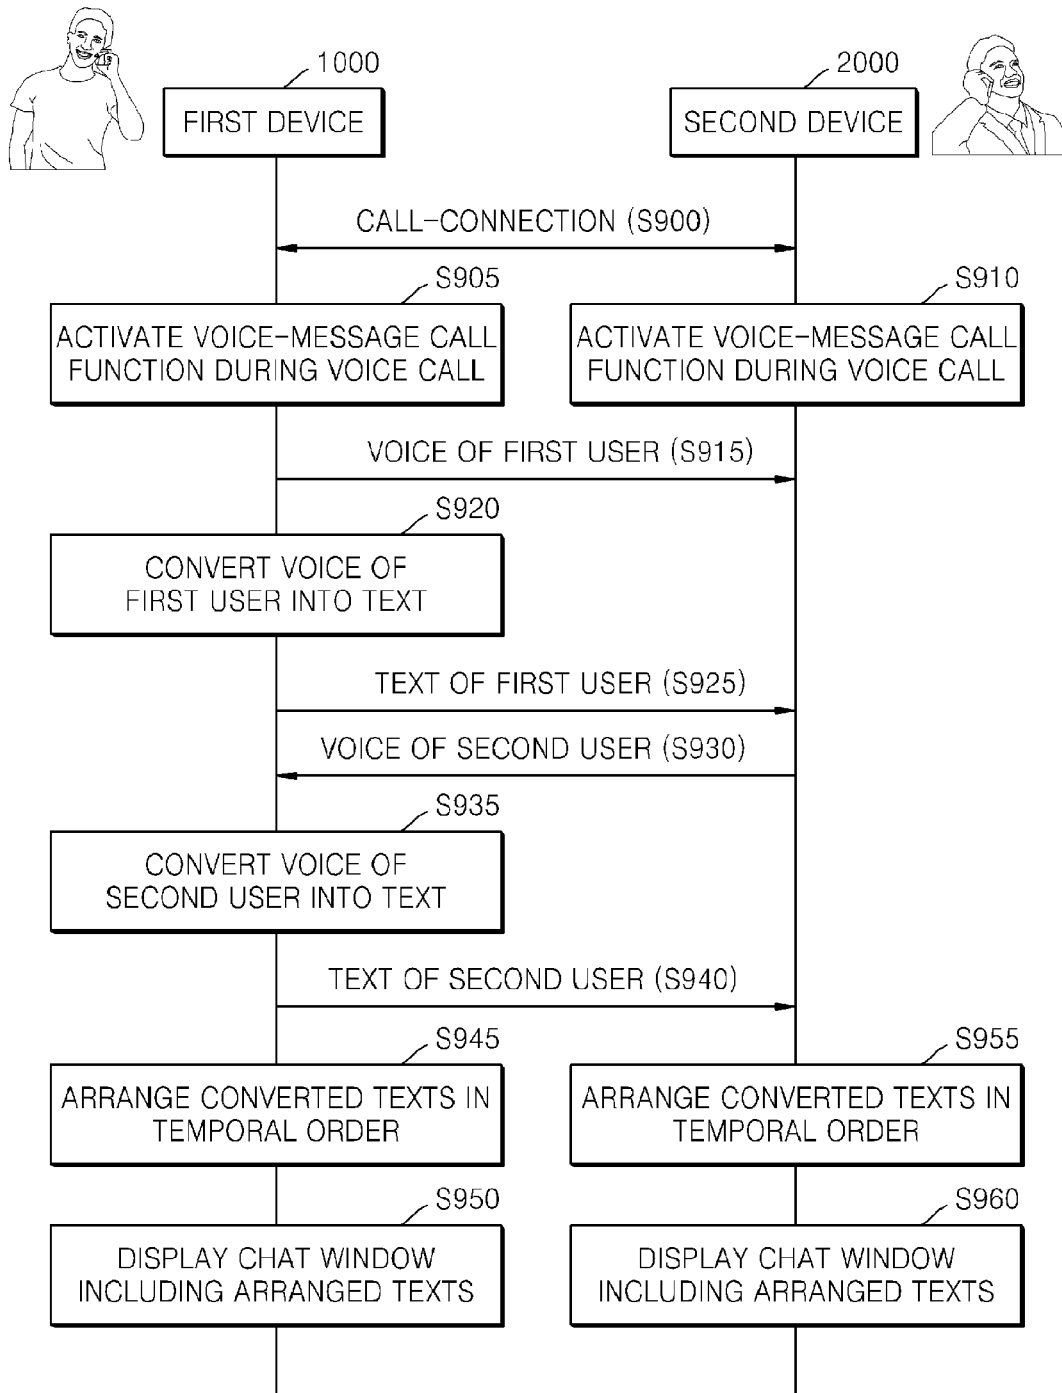 1000
2000
FIRST DEVICE
SECOND DEVICE
CALL-CONNECTION (S900)
S905
S910
ACTIVATE VOICE-MESSAGE CALL
FUNCTION DURING VOICE CALL
ACTIVATE VOICE-MESSAGE CALL
FUNCTION DURING VOICE CALL
VOICE OF FIRST USER (S915)
S920
CONVERT VOICE OF
FIRST USER INTO TEXT
TEXT OF FIRST USER (S925)
VOICE OF SECOND USER (S930)
S935
CONVERT VOICE OF
SECOND USER INTO TEXT
TEXT OF SECOND USER (S940)
S945
S955
ARRANGE CONVERTED TEXTS IN
TEMPORAL ORDER
ARRANGE CONVERTED TEXTS IN
TEMPORAL ORDER
S950
S960
DISPLAY CHAT WINDOW
INCLUDING ARRANGED TEXTS
DISPLAY CHAT WINDOW
INCLUDING ARRANGED TEXTS